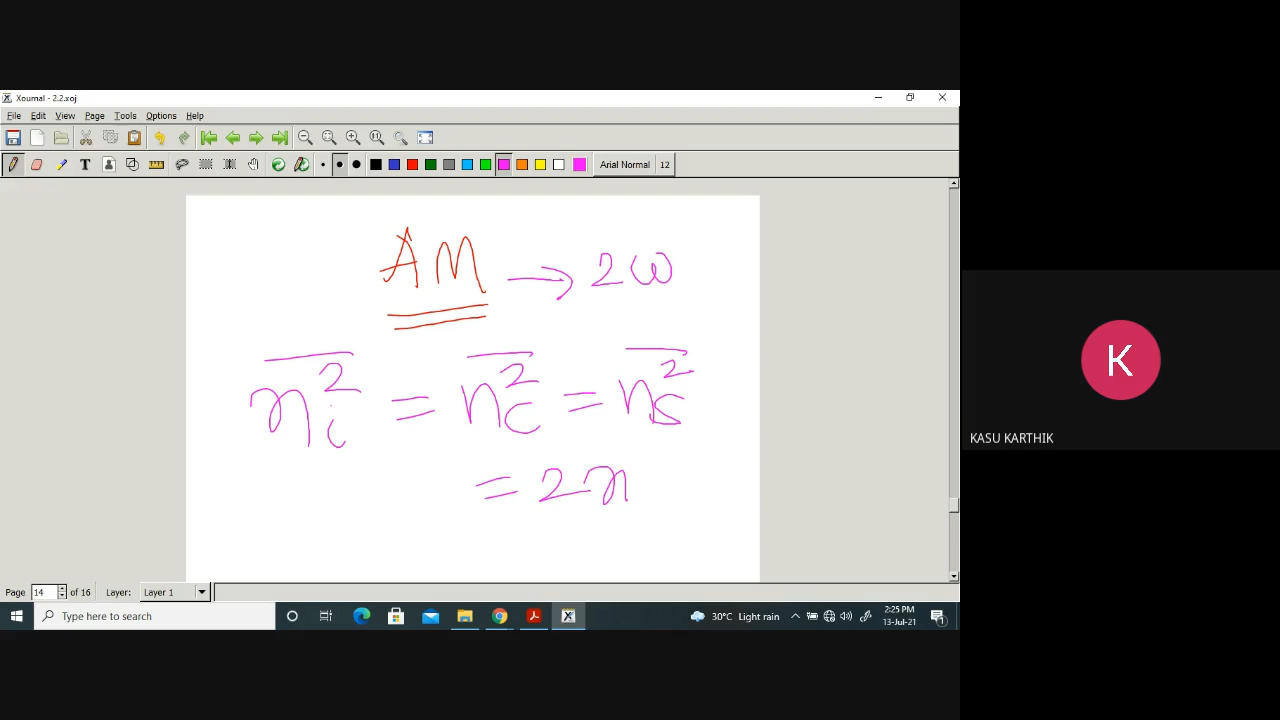 Xournal - 2.2.xoj
File Edit View Page Tools Options Help
Arial Normal 12
AM → 2ω
n̅ᵢ² = n̅c² = n̅s²
= 2n
K
KASU KARTHIK
Page 14 of 16 Layer: Layer 1
Type here to search
30°C Light rain
2:25 PM
13-Jul-21
1